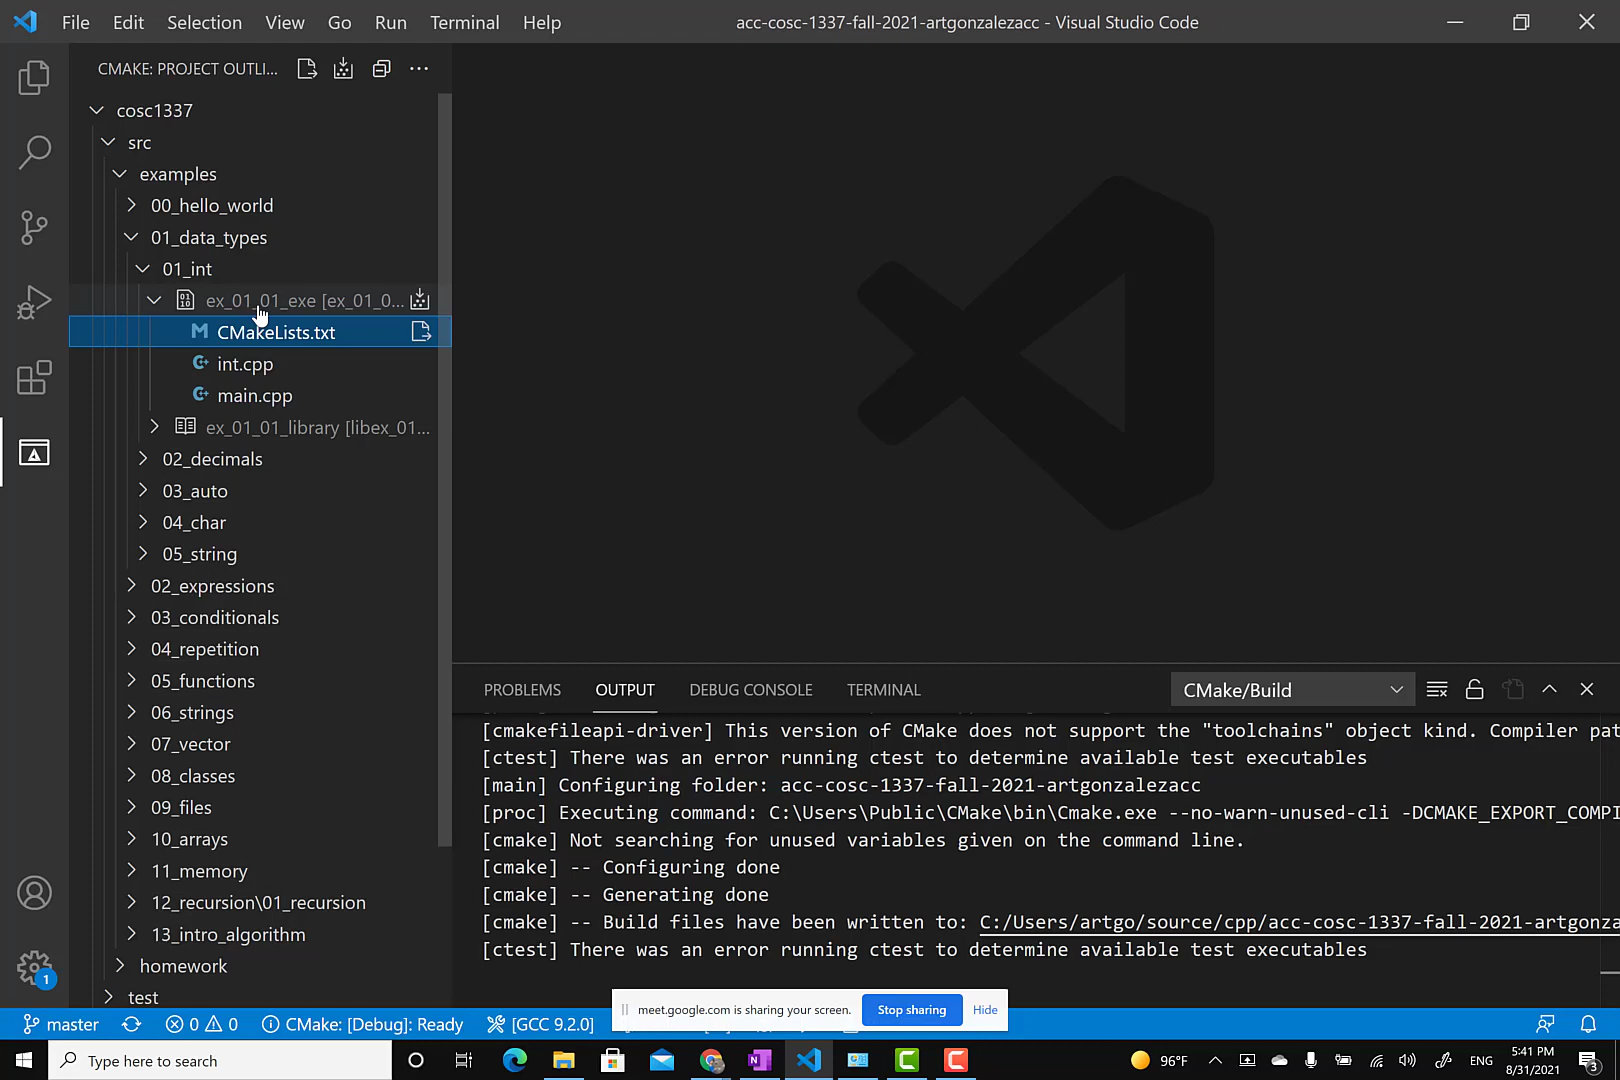 File Edit Selection View Go Run Terminal Help
acc-cosc-1337-fall-2021-artgonzalezacc - Visual Studio Code
CMAKE: PROJECT OUTLI...
cosc1337
src
examples
00_hello_world
01_data_types
01_int
ex_01_01_exe [ex_01_0...
CMakeLists.txt
int.cpp
main.cpp
ex_01_01_library [libex_01...
02_decimals
03_auto
04_char
05_string
02_expressions
03_conditionals
04_repetition
05_functions
06_strings
07_vector
08_classes
09_files
10_arrays
11_memory
12_recursion\01_recursion
13_intro_algorithm
homework
test
PROBLEMS OUTPUT DEBUG CONSOLE TERMINAL
CMake/Build
[cmakefileapi-driver] This version of CMake does not support the "toolchains" object kind. Compiler pat
[ctest] There was an error running ctest to determine available test executables
[main] Configuring folder: acc-cosc-1337-fall-2021-artgonzalezacc
[proc] Executing command: C:\Users\Public\CMake\bin\Cmake.exe --no-warn-unused-cli -DCMAKE_EXPORT_COMPI
[cmake] Not searching for unused variables given on the command line.
[cmake] -- Configuring done
[cmake] -- Generating done
[cmake] -- Build files have been written to: C:/Users/artgo/source/cpp/acc-cosc-1337-fall-2021-artgonza
[ctest] There was an error running ctest to determine available test executables
1
meet.google.com is sharing your screen. Stop sharing Hide
master 0 0 CMake: [Debug]: Ready [GCC 9.2.0]
Type here to search
96°F
ENG
5:41 PM
8/31/2021
3